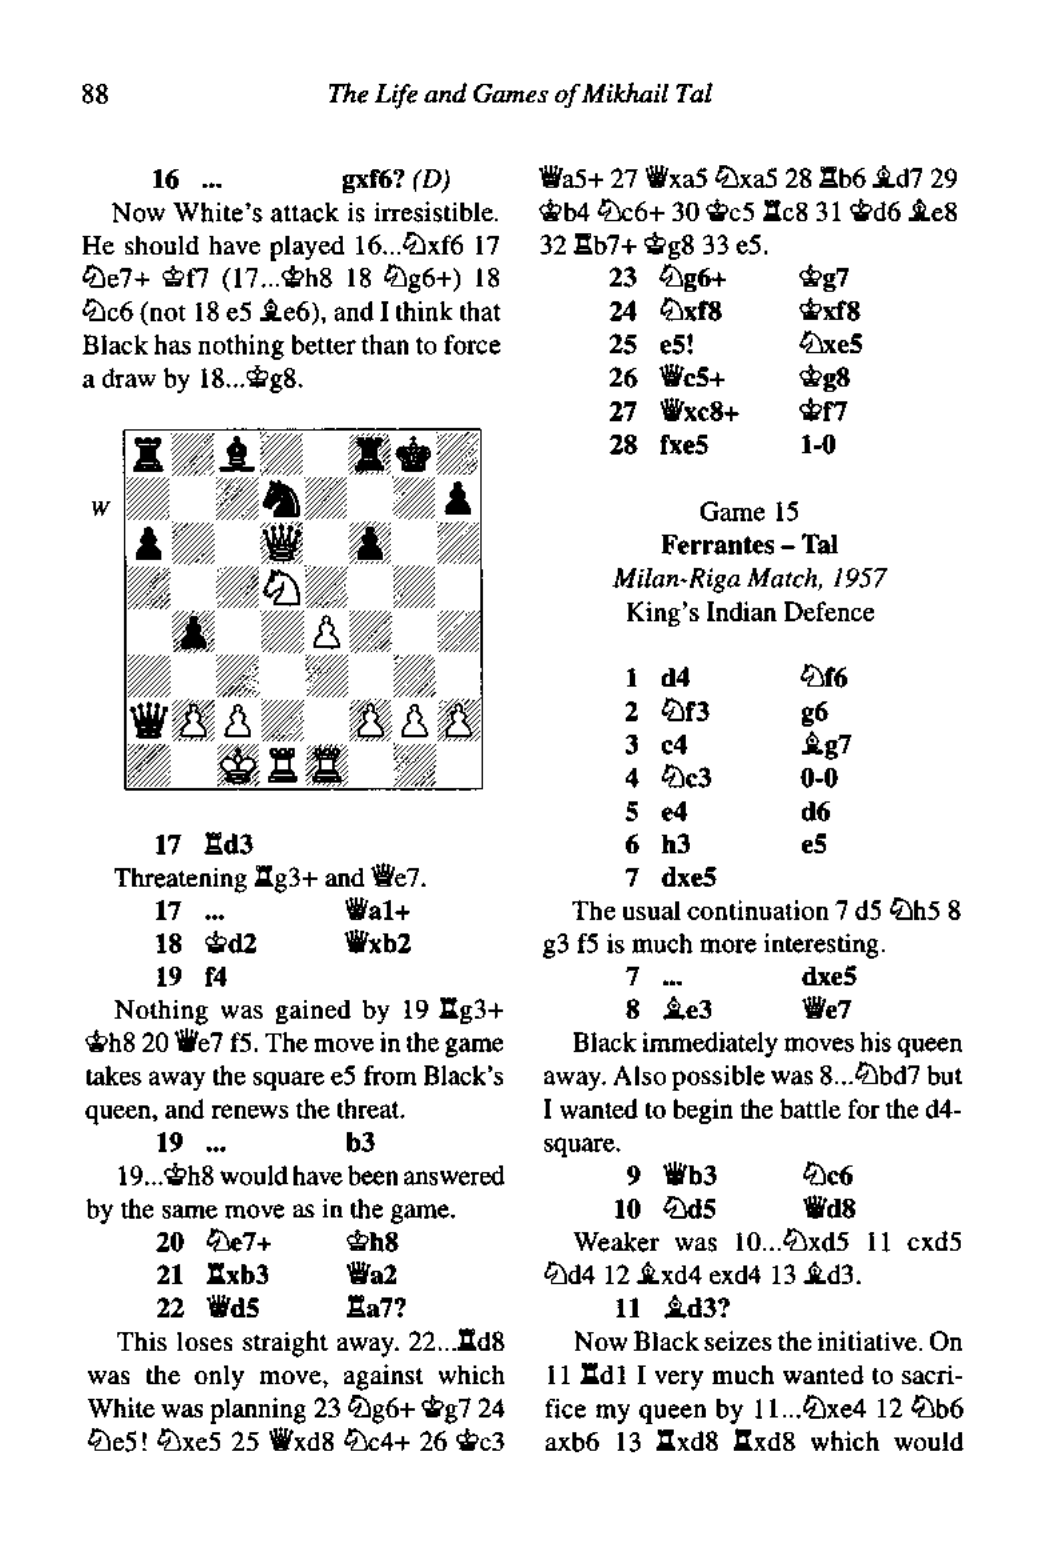 88
The Life and Games of Mikhail Tal
16 ... gxf6? (D)
Now White's attack is irresistible.
He should have played 16...♘xf6 17
♘e7+ ♔f7 (17...♔h8 18 ♘g6+) 18
♘c6 (not 18 e5 ♗e6), and I think that
Black has nothing better than to force
a draw by 18...♔g8.
W
17 ♖d3
Threatening ♖g3+ and ♕e7.
17 ... ♕a1+
18 ♔d2 ♕xb2
19 f4
Nothing was gained by 19 ♖g3+
♔h8 20 ♕e7 f5. The move in the game
takes away the square e5 from Black's
queen, and renews the threat.
19 ... b3
19...♔h8 would have been answered
by the same move as in the game.
20 ♘e7+ ♔h8
21 ♖xb3 ♕a2
22 ♕d5 ♖a7?
This loses straight away. 22...♖d8
was the only move, against which
White was planning 23 ♘g6+ ♔g7 24
♘e5! ♘xe5 25 ♕xd8 ♘c4+ 26 ♔c3
♕a5+ 27 ♕xa5 ♘xa5 28 ♖b6 ♗d7 29
♔b4 ♘c6+ 30 ♔c5 ♖c8 31 ♔d6 ♗e8
32 ♖b7+ ♔g8 33 e5.
23 ♘g6+ ♔g7
24 ♘xf8 ♔xf8
25 e5! ♘xe5
26 ♕c5+ ♔g8
27 ♕xc8+ ♔f7
28 fxe5 1-0
Game 15
Ferrantes – Tal
Milan-Riga Match, 1957
King's Indian Defence
1 d4 ♘f6
2 ♘f3 g6
3 c4 ♗g7
4 ♘c3 0-0
5 e4 d6
6 h3 e5
7 dxe5
The usual continuation 7 d5 ♘h5 8
g3 f5 is much more interesting.
7 ... dxe5
8 ♗e3 ♕e7
Black immediately moves his queen
away. Also possible was 8...♘bd7 but
I wanted to begin the battle for the d4-
square.
9 ♕b3 ♘c6
10 ♘d5 ♕d8
Weaker was 10...♘xd5 11 cxd5
♘d4 12 ♗xd4 exd4 13 ♗d3.
11 ♗d3?
Now Black seizes the initiative. On
11 ♖d1 I very much wanted to sacri-
fice my queen by 11...♘xe4 12 ♘b6
axb6 13 ♖xd8 ♖xd8 which would